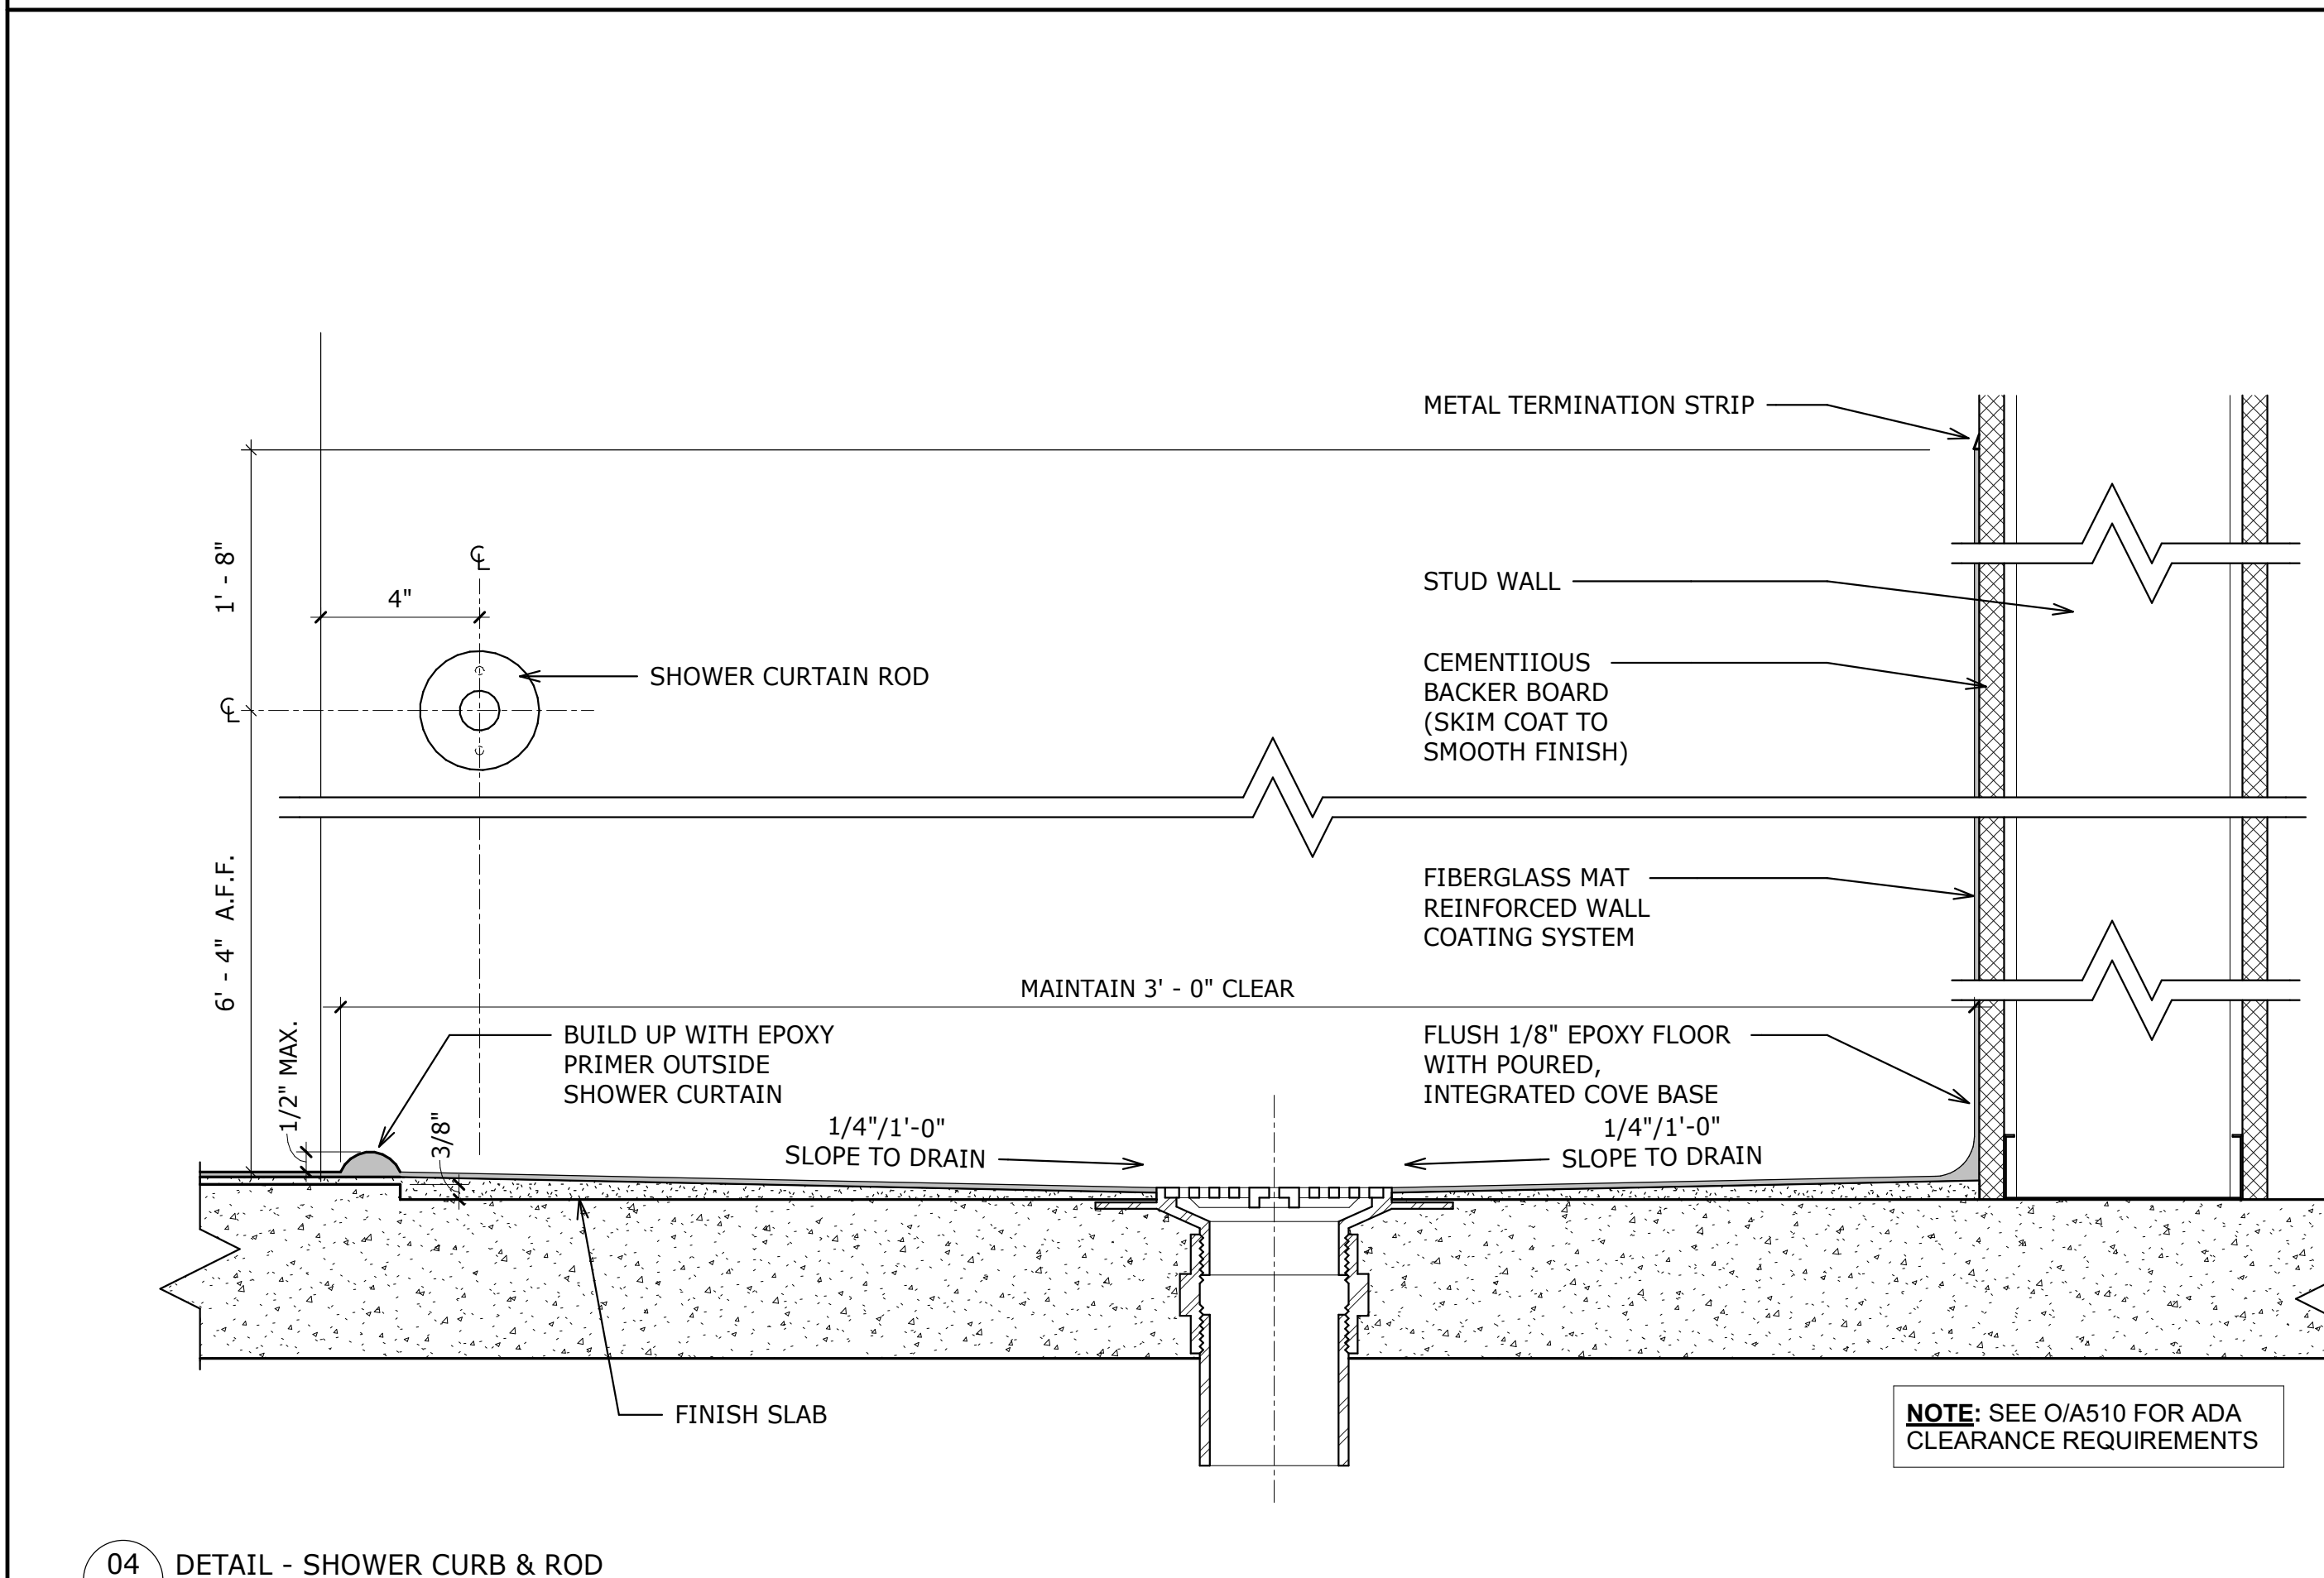 METAL TERMINATION STRIP
1' - 8"
℄
4"
STUD WALL
SHOWER CURTAIN ROD
℄
CEMENTIIOUS
BACKER BOARD
(SKIM COAT TO
SMOOTH FINISH)
6' - 4" A.F.F.
FIBERGLASS MAT
REINFORCED WALL
COATING SYSTEM
MAINTAIN 3' - 0" CLEAR
1/2" MAX.
BUILD UP WITH EPOXY
PRIMER OUTSIDE
SHOWER CURTAIN
FLUSH 1/8" EPOXY FLOOR
WITH POURED,
INTEGRATED COVE BASE
3/8"
1/4"/1'-0"
SLOPE TO DRAIN
1/4"/1'-0"
SLOPE TO DRAIN
FINISH SLAB
NOTE: SEE O/A510 FOR ADA
CLEARANCE REQUIREMENTS
04 DETAIL - SHOWER CURB & ROD